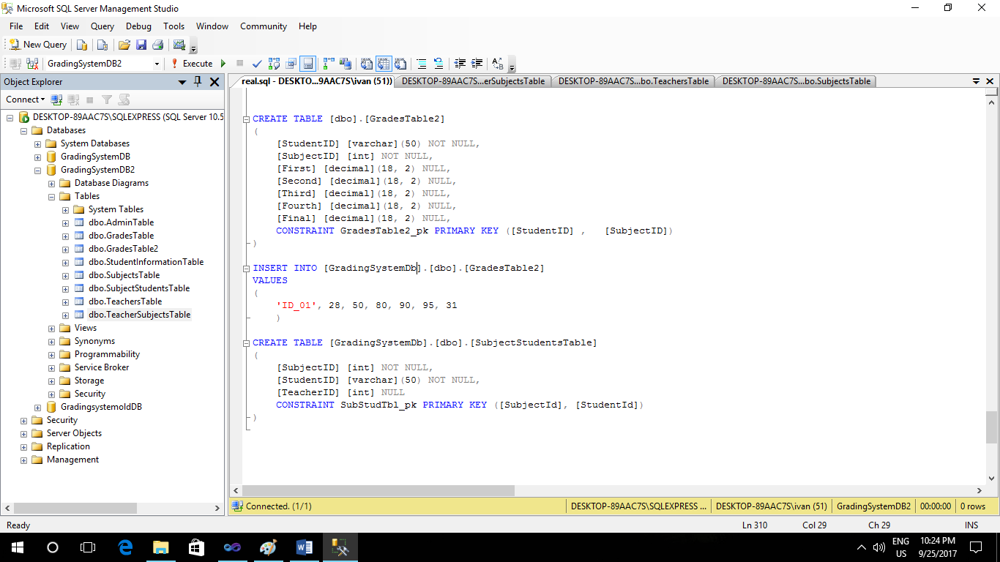 Microsoft SQL Server Management Studio
File Edit View Query Debug Tools Window Community Help
New Query
GradingSystemDB2 Execute
Object Explorer
Connect
DESKTOP-89AAC7S\SQLEXPRESS (SQL Server 10.5
Databases
System Databases
GradingSystemDB
GradingSystemDB2
Database Diagrams
Tables
System Tables
dbo.AdminTable
dbo.GradesTable
dbo.GradesTable2
dbo.StudentInformationTable
dbo.SubjectsTable
dbo.SubjectStudentsTable
dbo.TeachersTable
dbo.TeacherSubjectsTable
Views
Synonyms
Programmability
Service Broker
Storage
Security
GradingsystemoldDB
Security
Server Objects
Replication
Management
real.sql - DESKTO...9AAC7S\ivan (51)) DESKTOP-89AAC7S...erSubjectsTable DESKTOP-89AAC7S...bo.TeachersTable DESKTOP-89AAC7S...bo.SubjectsTable
CREATE TABLE [dbo].[GradesTable2]
(
[StudentID] [varchar](50) NOT NULL,
[SubjectID] [int] NOT NULL,
[First] [decimal](18, 2) NULL,
[Second] [decimal](18, 2) NULL,
[Third] [decimal](18, 2) NULL,
[Fourth] [decimal](18, 2) NULL,
[Final] [decimal](18, 2) NULL,
CONSTRAINT GradesTable2_pk PRIMARY KEY ([StudentID] , [SubjectID])
)
INSERT INTO [GradingSystemDb].[dbo].[GradesTable2]
VALUES
(
'ID_01', 28, 50, 80, 90, 95, 31
)
CREATE TABLE [GradingSystemDb].[dbo].[SubjectStudentsTable]
(
[SubjectID] [int] NOT NULL,
[StudentID] [varchar](50) NOT NULL,
[TeacherID] [int] NULL
CONSTRAINT SubStudTbl_pk PRIMARY KEY ([SubjectId], [StudentId])
)
Connected. (1/1) DESKTOP-89AAC7S\SQLEXPRESS ... DESKTOP-89AAC7S\ivan (51) GradingSystemDB2 00:00:00 0 rows
Ready Ln 310 Col 29 Ch 29 INS
ENG
US
10:24 PM
9/25/2017